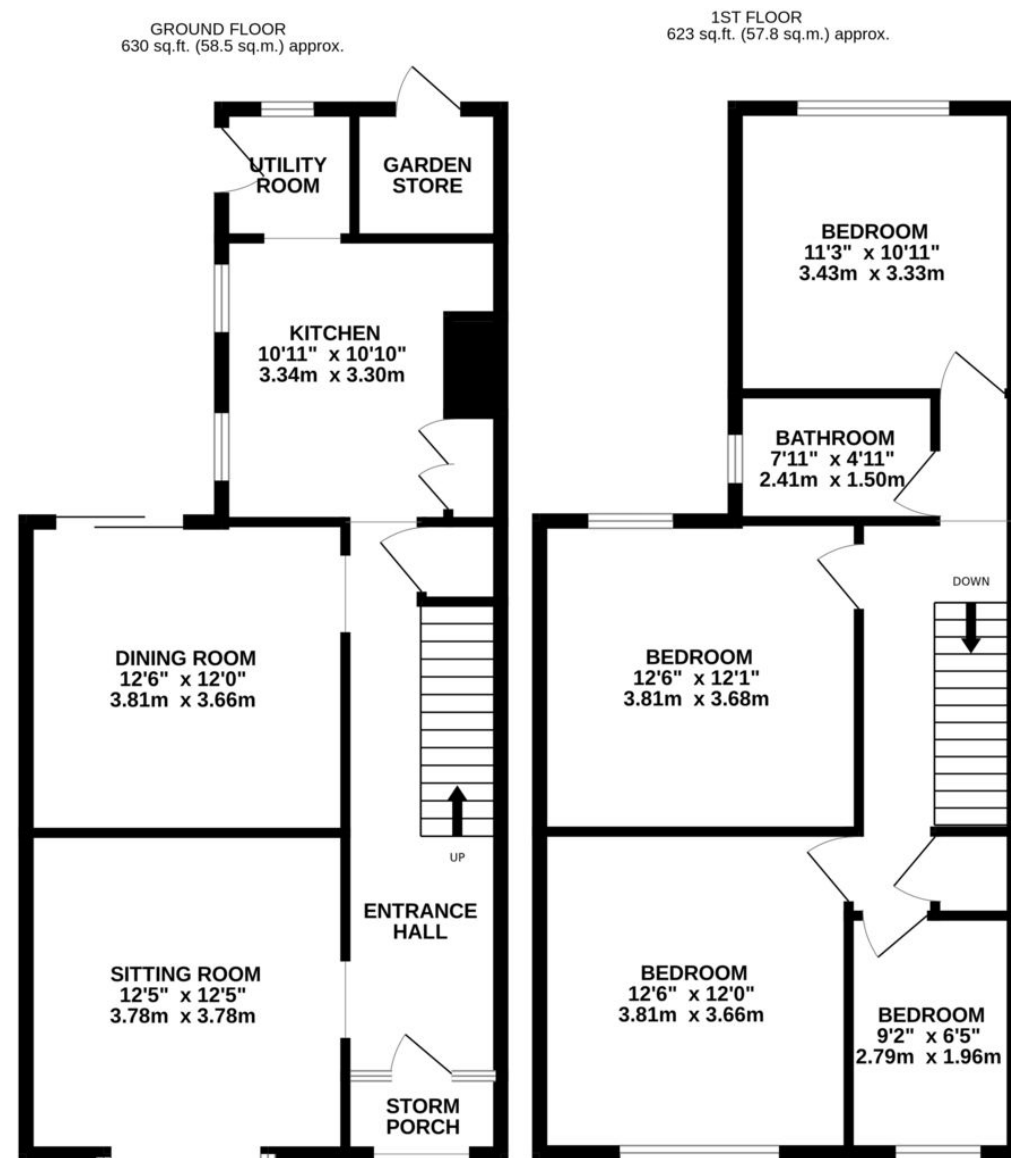 GROUND FLOOR
630 sq.ft. (58.5 sq.m.) approx.
UTILITY
ROOM
GARDEN
STORE
KITCHEN
10'11" x 10'10"
3.34m x 3.30m
DINING ROOM
12'6" x 12'0"
3.81m x 3.66m
UP
ENTRANCE
HALL
SITTING ROOM
12'5" x 12'5"
3.78m x 3.78m
STORM
PORCH
1ST FLOOR
623 sq.ft. (57.8 sq.m.) approx.
BEDROOM
11'3" x 10'11"
3.43m x 3.33m
BATHROOM
7'11" x 4'11"
2.41m x 1.50m
DOWN
BEDROOM
12'6" x 12'1"
3.81m x 3.68m
BEDROOM
12'6" x 12'0"
3.81m x 3.66m
BEDROOM
9'2" x 6'5"
2.79m x 1.96m